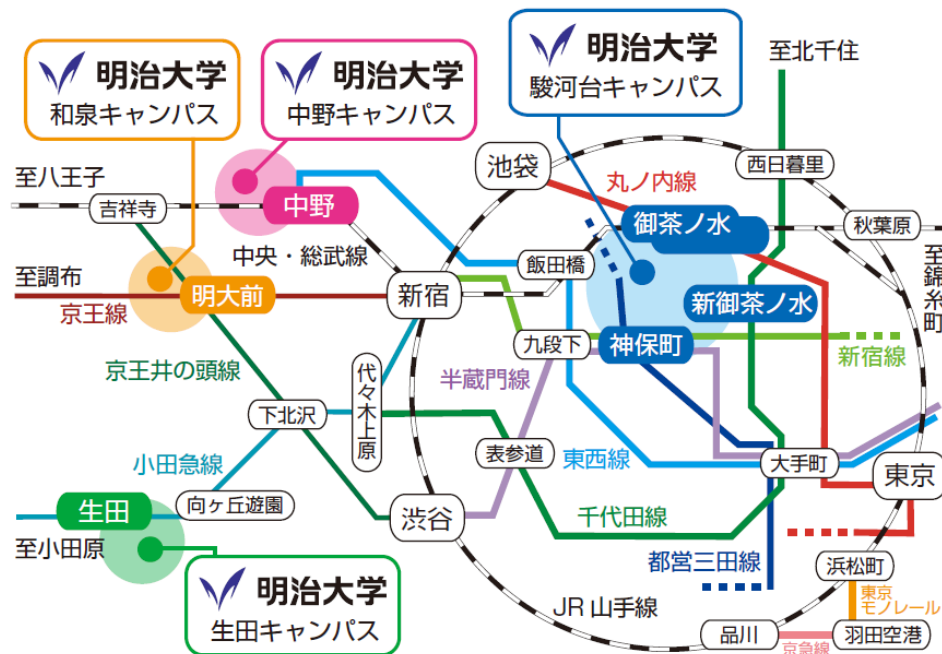 明治大学
和泉キャンパス
明治大学
中野キャンパス
明治大学
駿河台キャンパス
至北千住
池袋
丸ノ内線
西日暮里
至八王子
吉祥寺
中野
御茶ノ水
秋葉原
中央・総武線
飯田橋
至錦糸町
至調布
明大前
新宿
新御茶ノ水
京王線
九段下
神保町
新宿線
京王井の頭線
半蔵門線
代々木上原
下北沢
小田急線
表参道
東西線
大手町
東京
生田
向ヶ丘遊園
渋谷
千代田線
至小田原
都営三田線
浜松町
明治大学
生田キャンパス
JR山手線
東京
モノレール
品川
京急線
羽田空港